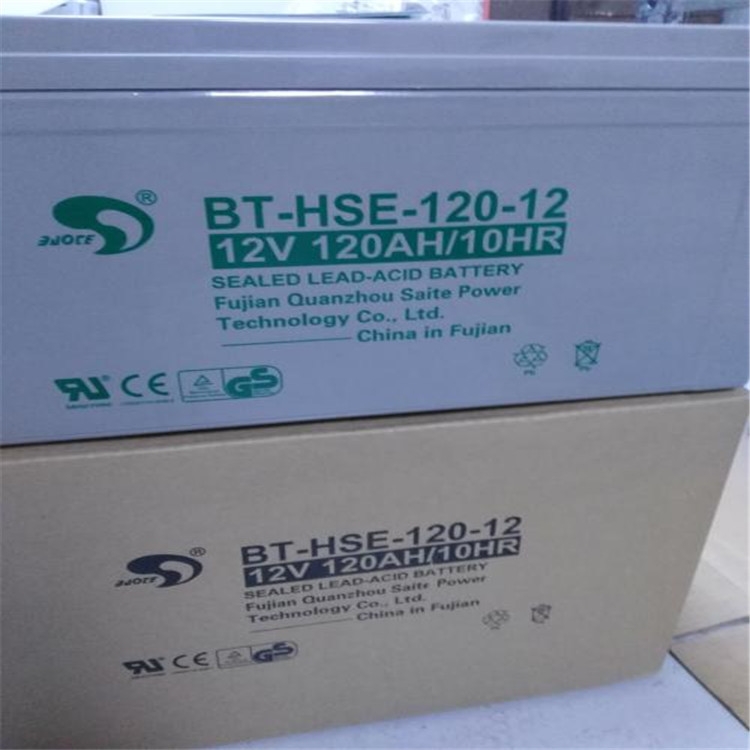 BT-HSE-120-12
12V 120AH/10HR
SEALED LEAD-ACID BATTERY
Fujian Quanzhou Saite Power
Technology Co., Ltd.
China in Fujian
CE
GS
BT-HSE-120-12
12V 120AH/10HR
SEALED LEAD-ACID BATTERY
Fujian Quanzhou Saite Power
Technology Co., Ltd.
China in Fujian
CE
GS